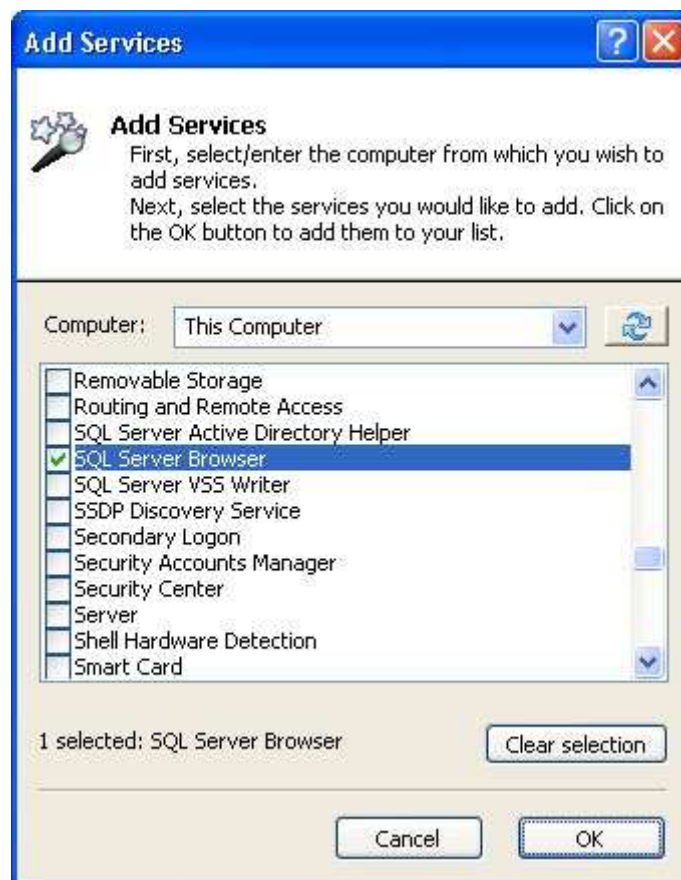 Add Services
Add Services
First, select/enter the computer from which you wish to
add services.
Next, select the services you would like to add. Click on
the OK button to add them to your list.
Computer: This Computer
Removable Storage
Routing and Remote Access
SQL Server Active Directory Helper
SQL Server Browser
SQL Server VSS Writer
SSDP Discovery Service
Secondary Logon
Security Accounts Manager
Security Center
Server
Shell Hardware Detection
Smart Card
1 selected: SQL Server Browser Clear selection
Cancel OK